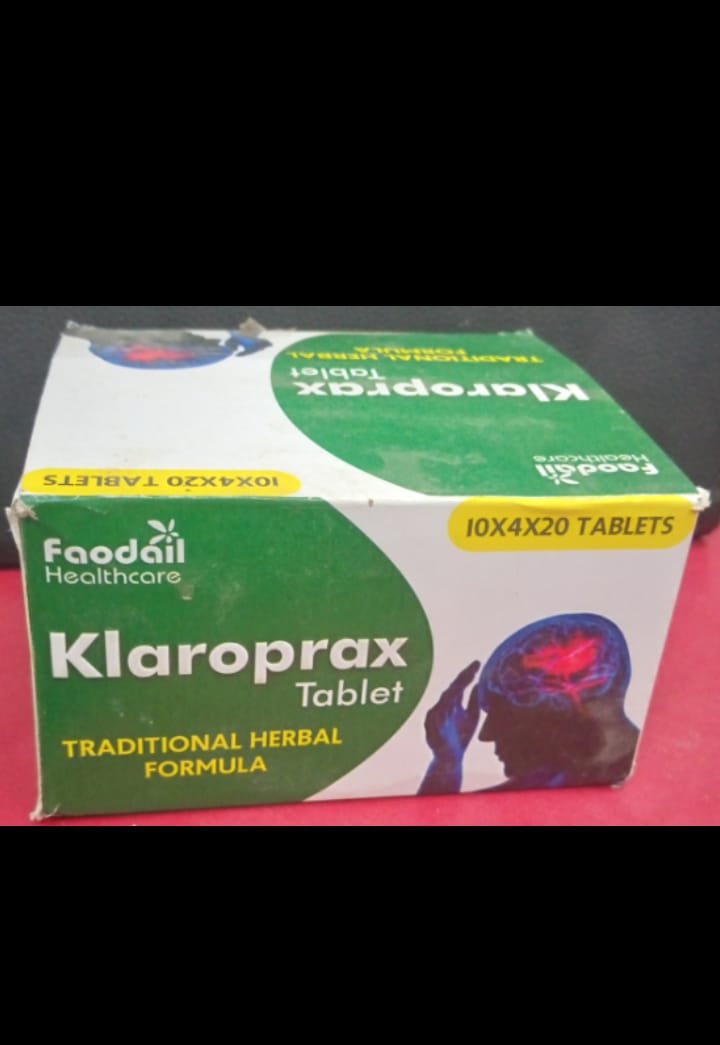 TRADITIONAL HERBAL
FORMULA
Tablet
Klaroprax
Faodail
Healthcare
10X4X20 TABLETS
10X4X20 TABLETS
Faodail
Healthcare
Klaroprax
Tablet
TRADITIONAL HERBAL
FORMULA